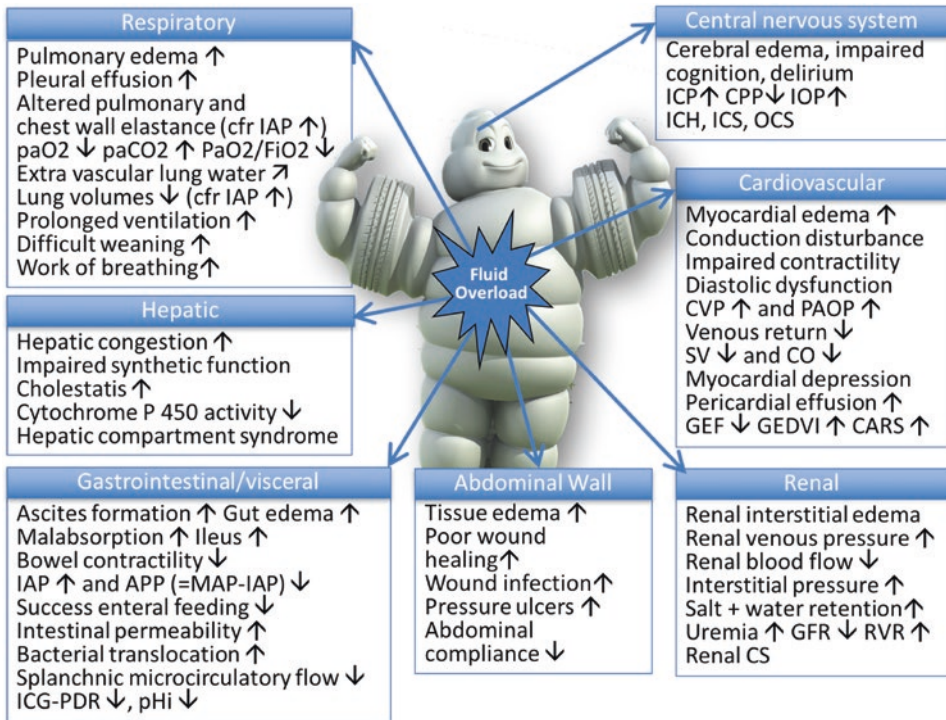 Respiratory
Pulmonary edema ↑
Pleural effusion ↑
Altered pulmonary and
chest wall elastance (cfr IAP ↑)
paO2 ↓ paCO2 ↑ PaO2/FiO2 ↓
Extra vascular lung water ↗
Lung volumes ↓ (cfr IAP ↑)
Prolonged ventilation ↑
Difficult weaning ↑
Work of breathing↑
Central nervous system
Cerebral edema, impaired
cognition, delirium
ICP↑ CPP↓ IOP↑
ICH, ICS, OCS
Cardiovascular
Myocardial edema ↑
Conduction disturbance
Impaired contractility
Diastolic dysfunction
CVP ↑ and PAOP ↑
Venous return ↓
SV ↓ and CO ↓
Myocardial depression
Pericardial effusion ↑
GEF ↓ GEDVI ↑ CARS ↑
Fluid
Overload
Hepatic
Hepatic congestion ↑
Impaired synthetic function
Cholestatis ↑
Cytochrome P 450 activity ↓
Hepatic compartment syndrome
Gastrointestinal/visceral
Ascites formation ↑ Gut edema ↑
Malabsorption ↑ Ileus ↑
Bowel contractility ↓
IAP ↑ and APP (=MAP-IAP) ↓
Success enteral feeding ↓
Intestinal permeability ↑
Bacterial translocation ↑
Splanchnic microcirculatory flow ↓
ICG-PDR ↓, pHi ↓
Abdominal Wall
Tissue edema ↑
Poor wound
healing↑
Wound infection↑
Pressure ulcers ↑
Abdominal
compliance ↓
Renal
Renal interstitial edema
Renal venous pressure ↑
Renal blood flow ↓
Interstitial pressure ↑
Salt + water retention↑
Uremia ↑ GFR ↓ RVR ↑
Renal CS